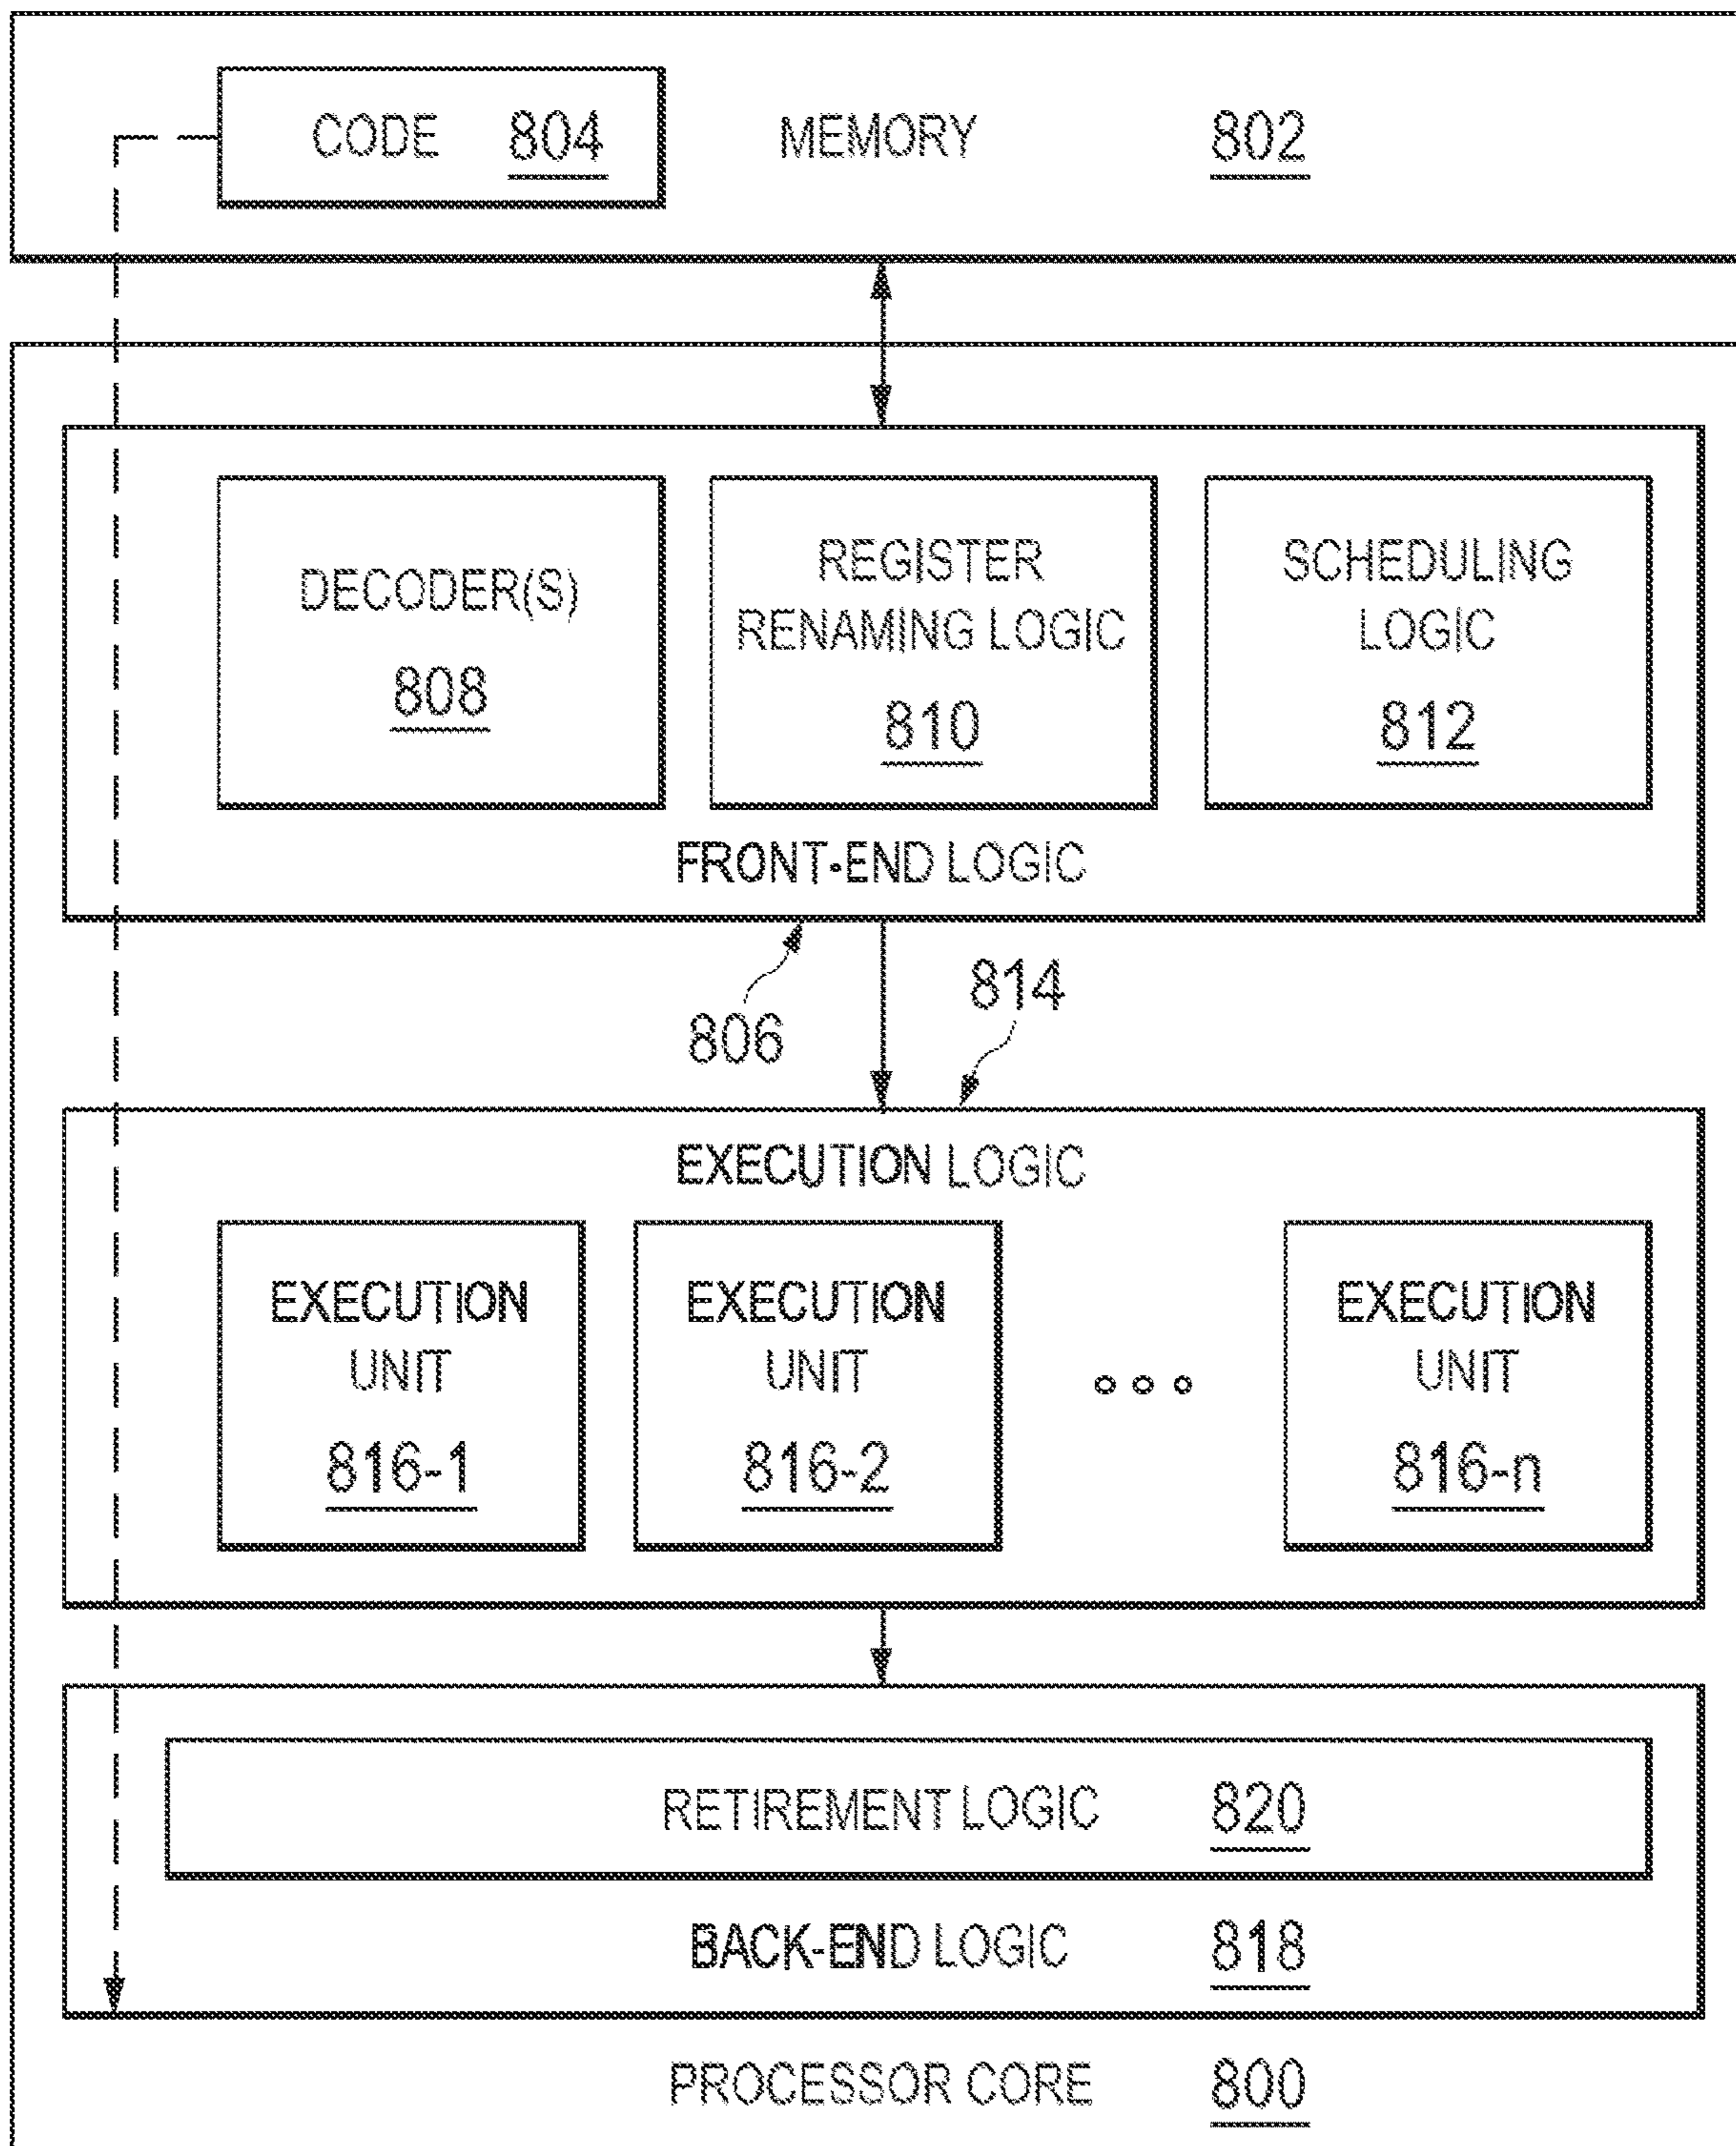 CODE 804 MEMORY 802
DECODER(S)
808
REGISTER
RENAMING LOGIC
810
SCHEDULING
LOGIC
812
FRONT-END LOGIC
806
814
EXECUTION LOGIC
EXECUTION
UNIT
816-1
EXECUTION
UNIT
816-2
EXECUTION
UNIT
816-n
RETIREMENT LOGIC 820
BACK-END LOGIC 818
PROCESSOR CORE 800